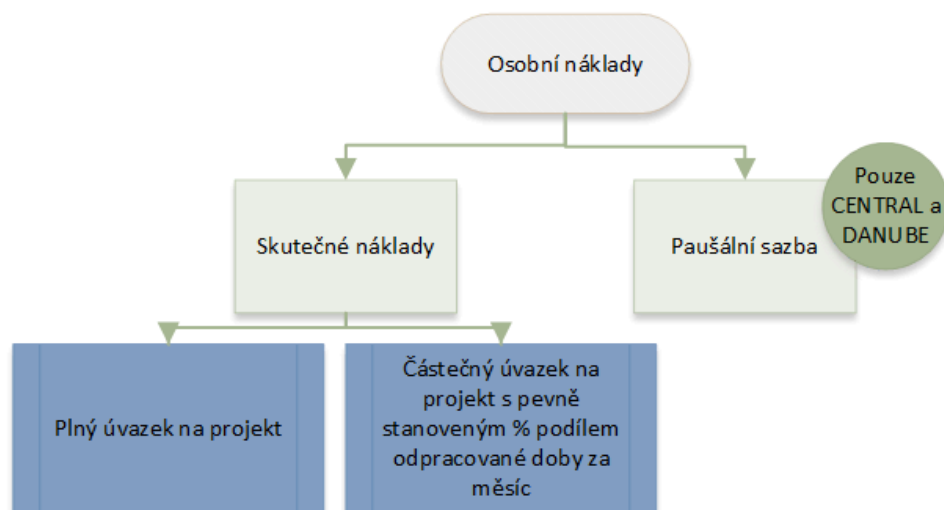 Osobní náklady
Pouze
CENTRAL a
DANUBE
Skutečné náklady
Paušální sazba
Plný úvazek na projekt
Částečný úvazek na
projekt s pevně
stanoveným % podílem
odpracované doby za
měsíc